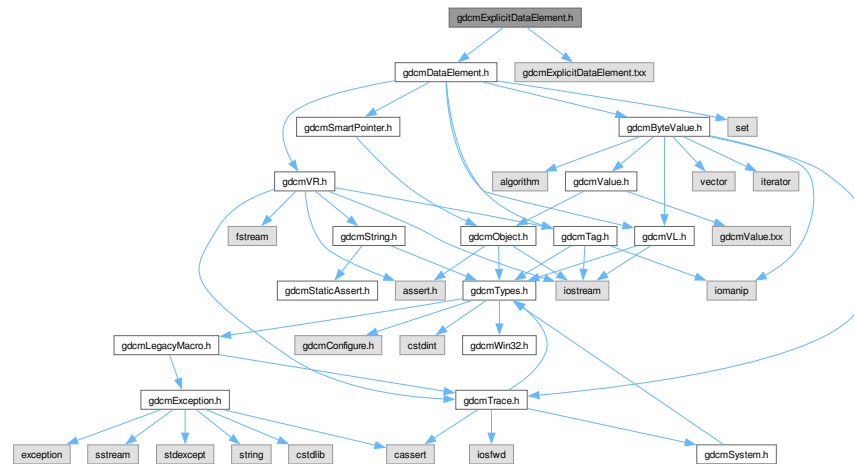 gdcmExplicitDataElement.h
gdcmDataElement.h
gdcmExplicitDataElement.txx
gdcmSmartPointer.h
gdcmByteValue.h
set
gdcmVR.h
algorithm
gdcmValue.h
vector
iterator
fstream
gdcmString.h
gdcmObject.h
gdcmTag.h
gdcmVL.h
gdcmValue.txx
gdcmStaticAssert.h
assert.h
gdcmTypes.h
iostream
iomanip
gdcmLegacyMacro.h
gdcmConfigure.h
cstdint
gdcmWin32.h
gdcmException.h
gdcmTrace.h
exception
sstream
stdexcept
string
cstdlib
cassert
iosfwd
gdcmSystem.h